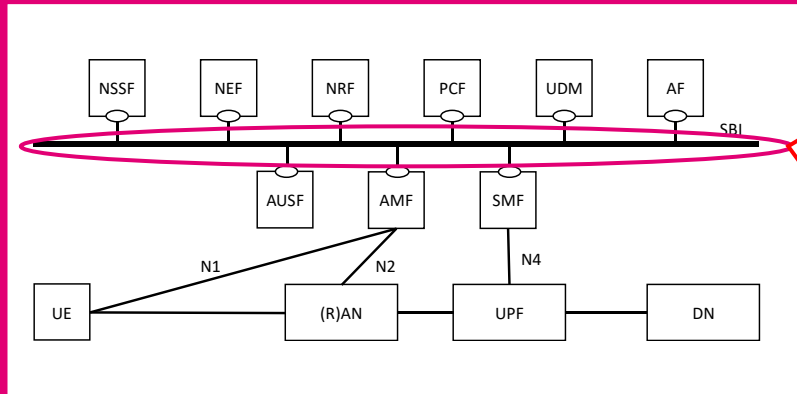 NSSF
NEF
NRF
PCF
UDM
AF
SBI
AUSF
AMF
SMF
N1
N2
N4
UE
(R)AN
UPF
DN